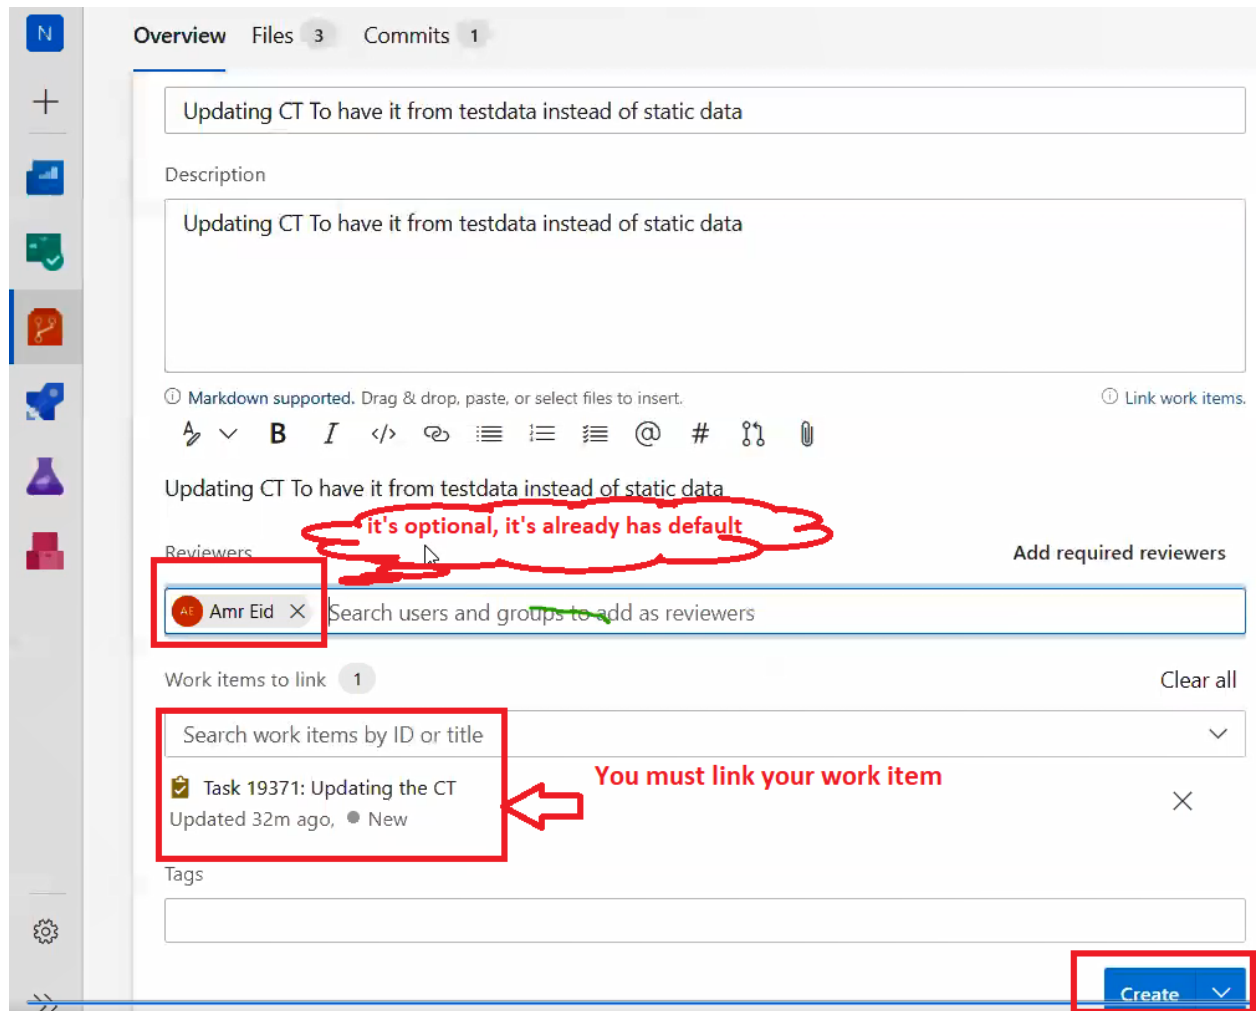 N
Overview Files 3 Commits 1
Updating CT To have it from testdata instead of static data
Description
Updating CT To have it from testdata instead of static data
Markdown supported. Drag & drop, paste, or select files to insert.
Link work items.
B I </> @ #
Updating CT To have it from testdata instead of static data
it's optional, it's already has default
Reviewers
Add required reviewers
AE Amr Eid Search users and groups to add as reviewers
Work items to link 1
Clear all
Search work items by ID or title
You must link your work item
Task 19371: Updating the CT
Updated 32m ago, New
Tags
Create